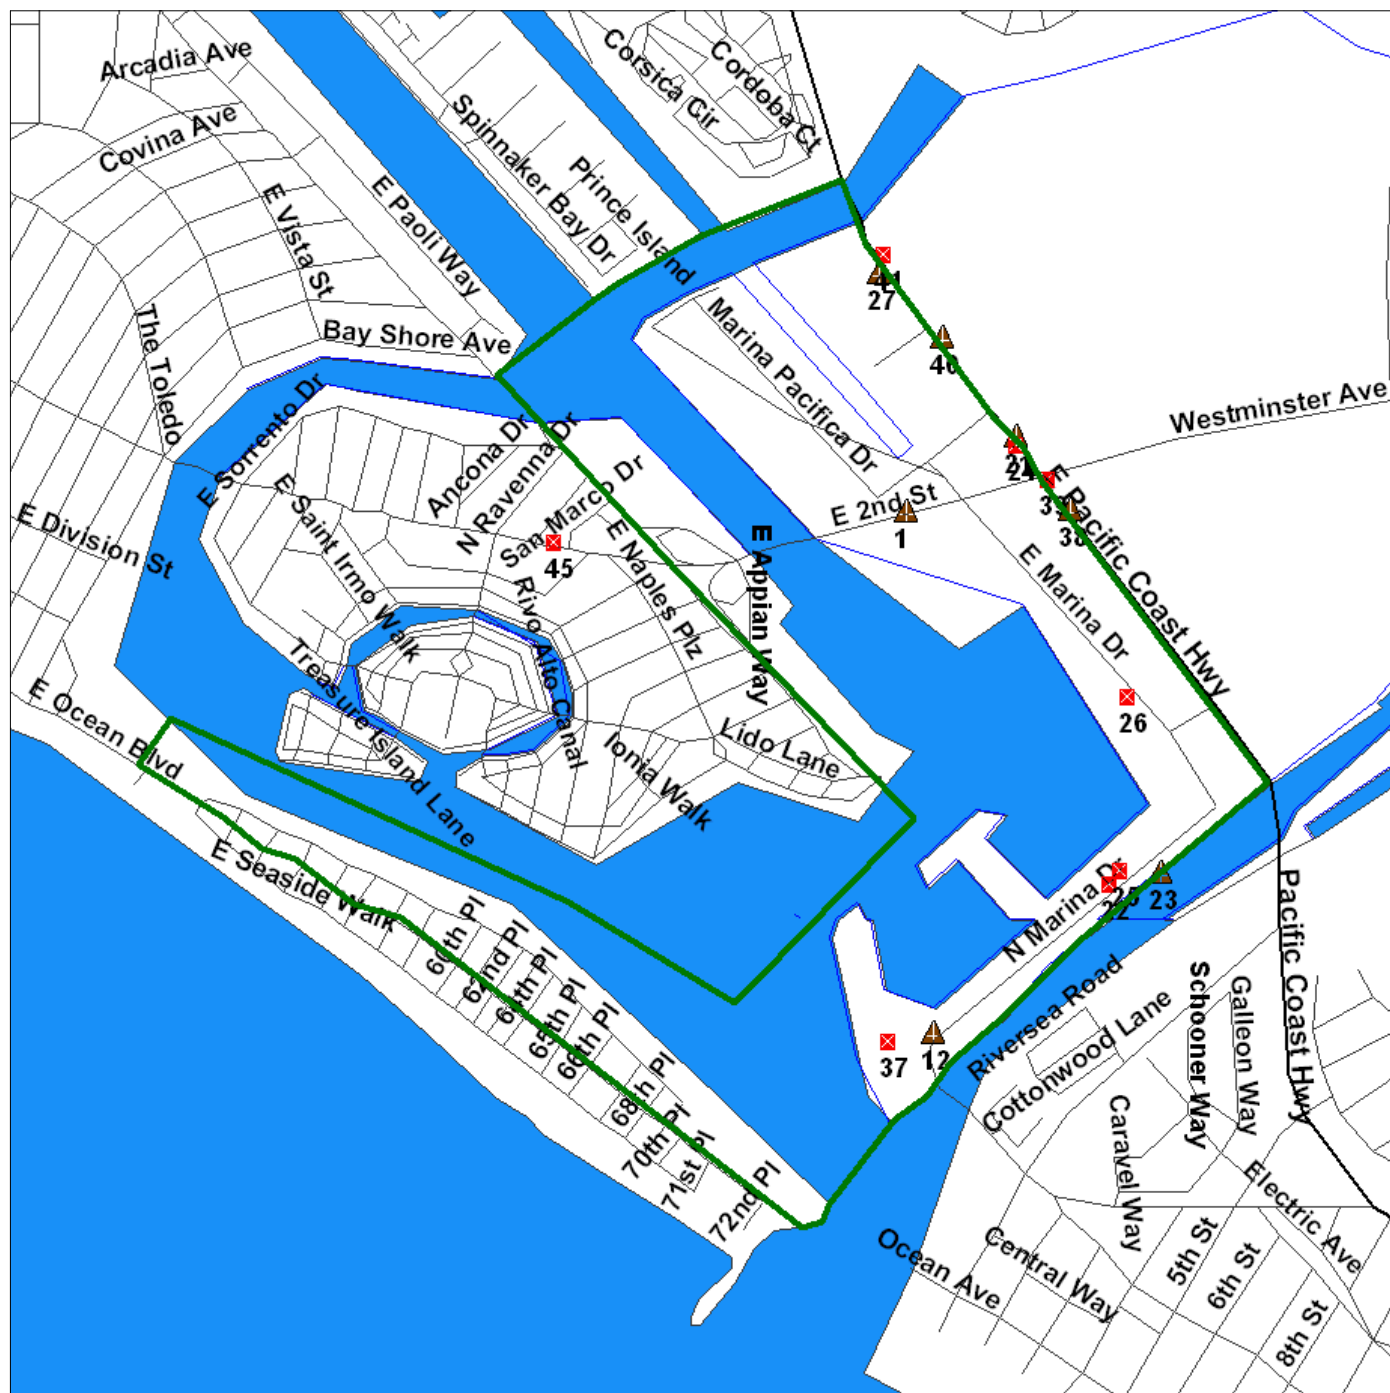 Arcadia Ave
Corsica Cir
Cordoba Ct
Covina Ave
Spinnaker Bay Dr
Prince Island
E Vista St
E Paoli Way
27
The Toledo
Bay Shore Ave
Marina Pacifica Dr
46
Westminster Ave
E Sorrento Dr
Ancona Dr
N Ravenna Dr
San Marco Dr
E 2nd St
E Pacific Coast Hwy
E Division St
E Saint Irmo Walk
45
E Naples Plz
E Appian Way
1
38
E Marina Dr
Rivo Alto Canal
Treasure Island Lane
26
E Ocean Blvd
Ionia Walk
Lido Lane
E Seaside Walk
N Marina Dr
25
22
23
Pacific Coast Hwy
60th Pl
62nd Pl
64th Pl
65th Pl
66th Pl
68th Pl
70th Pl
71st Pl
72nd Pl
37
12
Riversea Road
Cottonwood Lane
Schooner Way
Galleon Way
Caravel Way
Electric Ave
Ocean Ave
Central Way
5th St
6th St
8th St